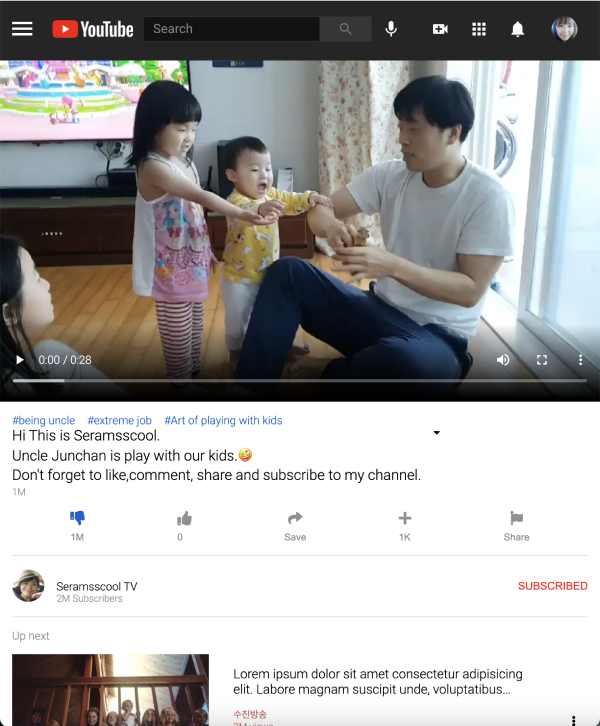 YouTube
Search
0:00 / 0:28
#being uncle #extreme job #Art of playing with kids
Hi This is Seramsscool.
Uncle Junchan is play with our kids.🤪
Don't forget to like,comment, share and subscribe to my channel.
1M
1M 0 Save 1K Share
Seramsscool TV
SUBSCRIBED
2M Subscribers
Up next
Lorem ipsum dolor sit amet consectetur adipisicing
elit. Labore magnam suscipit unde, voluptatibus...
수진방송
2M views